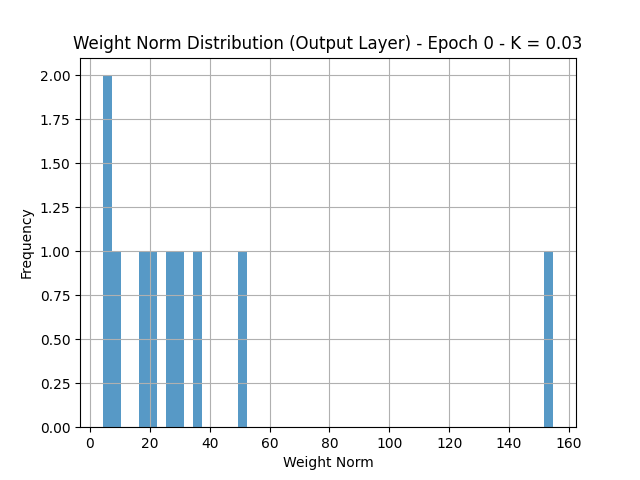 Weight Norm Distribution (Output Layer) - Epoch 0 - K = 0.03
2.00
1.75
1.50
1.25
1.00
0.75
0.50
0.25
0.00
Frequency
0 20 40 60 80 100 120 140 160
Weight Norm